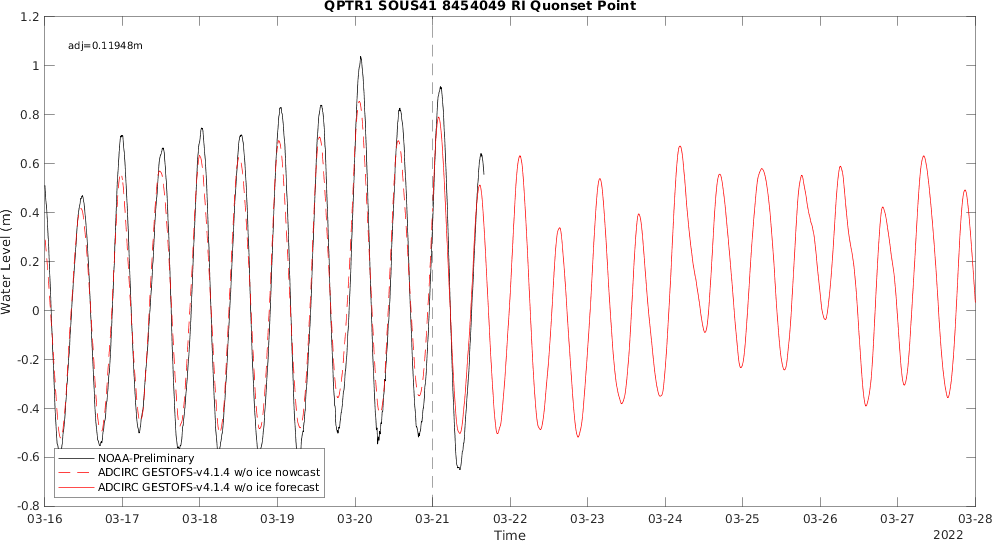 QPTR1 SOUS41 8454049 RI Quonset Point
adj=0.11948m
1.2
1
0.8
0.6
0.4
0.2
0
-0.2
-0.4
-0.6
-0.8
Water Level (m)
NOAA-Preliminary
ADCIRC GESTOFS-v4.1.4 w/o ice nowcast
ADCIRC GESTOFS-v4.1.4 w/o ice forecast
03-16 03-17 03-18 03-19 03-20 03-21 03-22 03-23 03-24 03-25 03-26 03-27 03-28
Time
2022